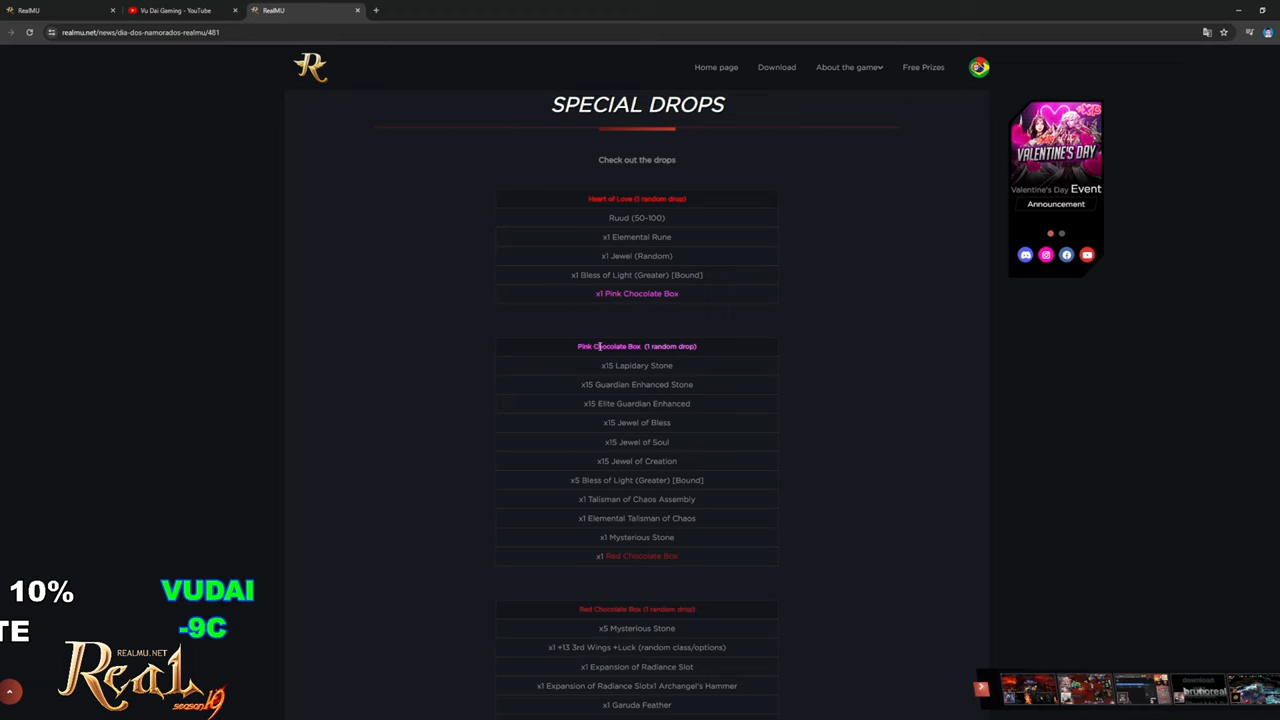 RealMU
Vu Dai Gaming - YouTube
RealMU
realmu.net/news/dia-dos-namorados-realmu/481
Home page
Download
About the game
Free Prizes
SPECIAL DROPS
Check out the drops
Heart of Love (1 random drop)
Ruud (50-100)
x1 Elemental Rune
x1 Jewel (Random)
x1 Bless of Light (Greater) [Bound]
x1 Pink Chocolate Box
Pink Chocolate Box (1 random drop)
x15 Lapidary Stone
x15 Guardian Enhanced Stone
x15 Elite Guardian Enhanced
x15 Jewel of Bless
x15 Jewel of Soul
x15 Jewel of Creation
x5 Bless of Light (Greater) [Bound]
x1 Talisman of Chaos Assembly
x1 Elemental Talisman of Chaos
x1 Mysterious Stone
x1 Red Chocolate Box
Red Chocolate Box (1 random drop)
x5 Mysterious Stone
x1 +13 3rd Wings +Luck (random class/options)
x1 Expansion of Radiance Slot
x1 Expansion of Radiance Slotx1 Archangel's Hammer
x1 Garuda Feather
VALENTINE'S DAY
Valentine's Day Event
Announcement
10%
VUDAI
TE
-9C
REALMU.NET
Real
season 19
download
brutoreal